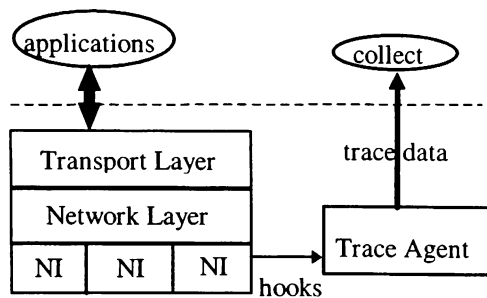 applications
collect
Transport Layer
trace data
Network Layer
NI NI NI
Trace Agent
hooks